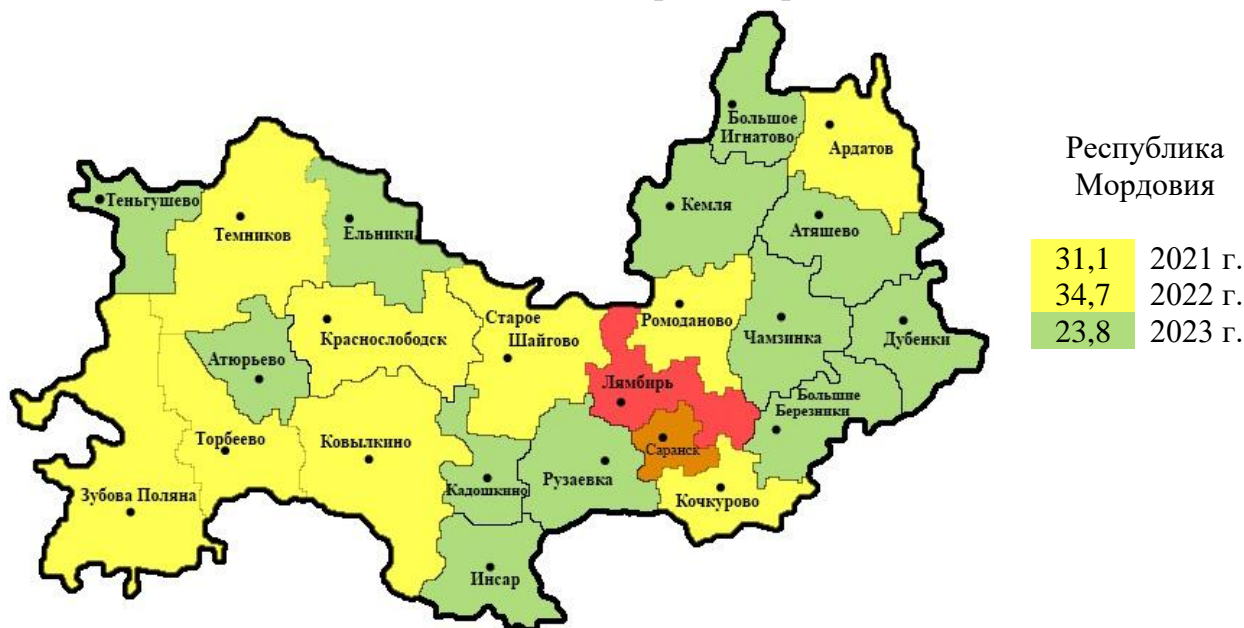 Республика
Мордовия
31,1 2021 г.
34,7 2022 г.
23,8 2023 г.
Большое
Игнатово
Ардатов
Теньгушево
Кемля
Атяшево
Темников
Ельники
Старое
Шайгово
Ромоданово
Краснослободск
Чамзинка
Дубенки
Атюрьево
Лямбирь
Большие
Березники
Торбеево
Ковылкино
Саранск
Рузаевка
Кадошкино
Зубова Поляна
Кочкурово
Инсар